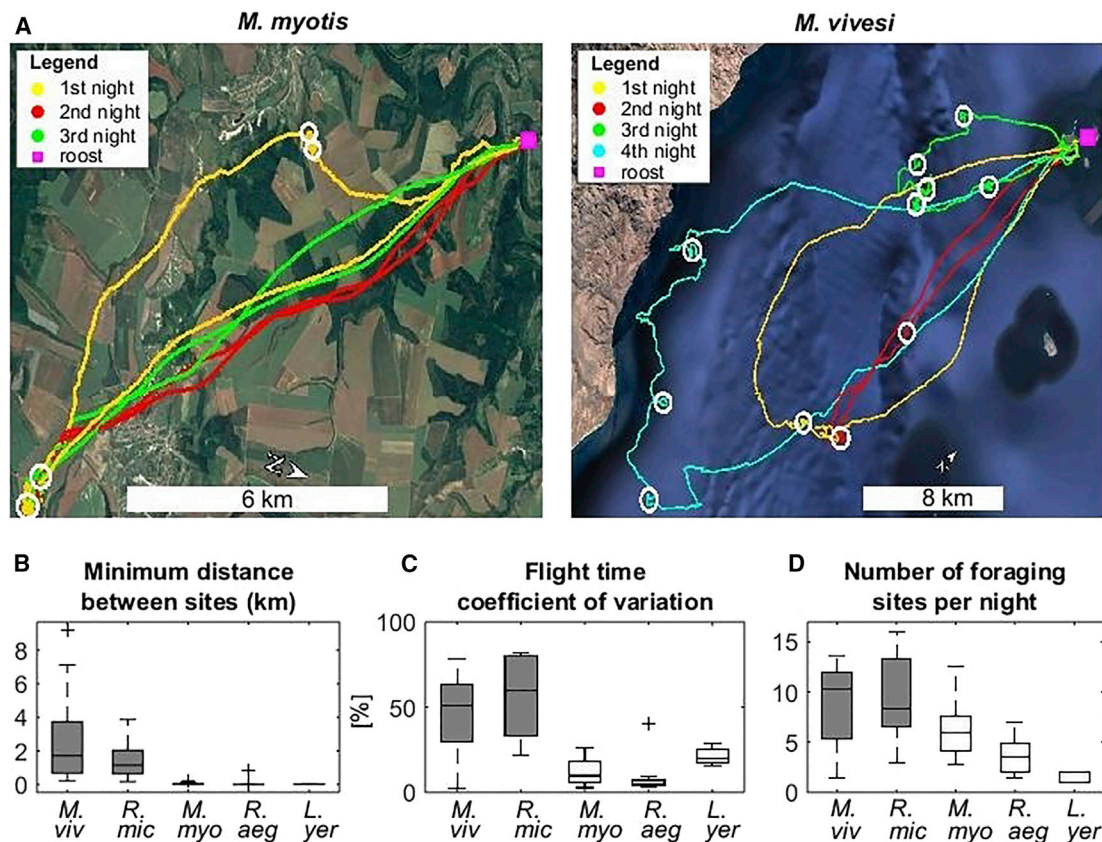 A
M. myotis
M. vivesi
Legend
1st night
2nd night
3rd night
roost
N
6 km
Legend
1st night
2nd night
3rd night
4th night
roost
N
8 km
B
Minimum distance
between sites (km)
8
6
4
2
0
M. viv
R. mic
M. myo
R. aeg
L. yer
C
Flight time
coefficient of variation
[%]
100
50
0
M. viv
R. mic
M. myo
R. aeg
L. yer
D
Number of foraging
sites per night
15
10
5
0
M. viv
R. mic
M. myo
R. aeg
L. yer